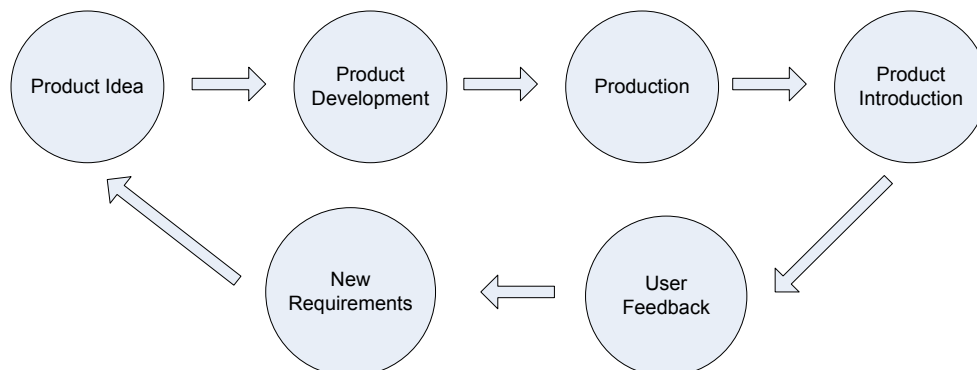 Product Idea
Product
Development
Production
Product
Introduction
New
Requirements
User
Feedback